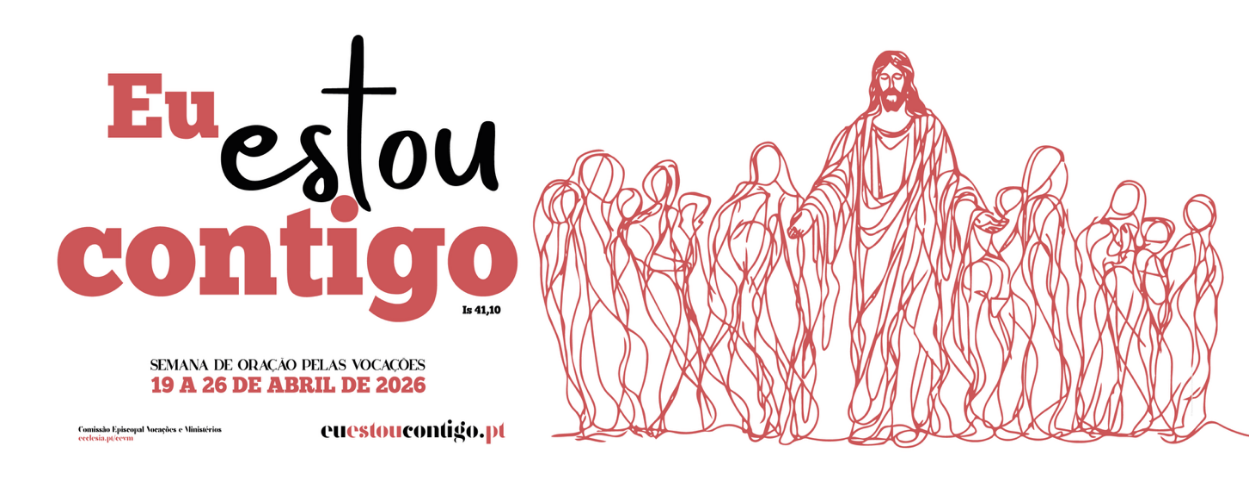 Eu
estou
contigo
Is 41,10
SEMANA DE ORAÇÃO PELAS VOCAÇÕES
19 A 26 DE ABRIL DE 2026
Comissão Episcopal Vocações e Ministérios
ecclesia.pt/cevm
euestoucontigo.pt